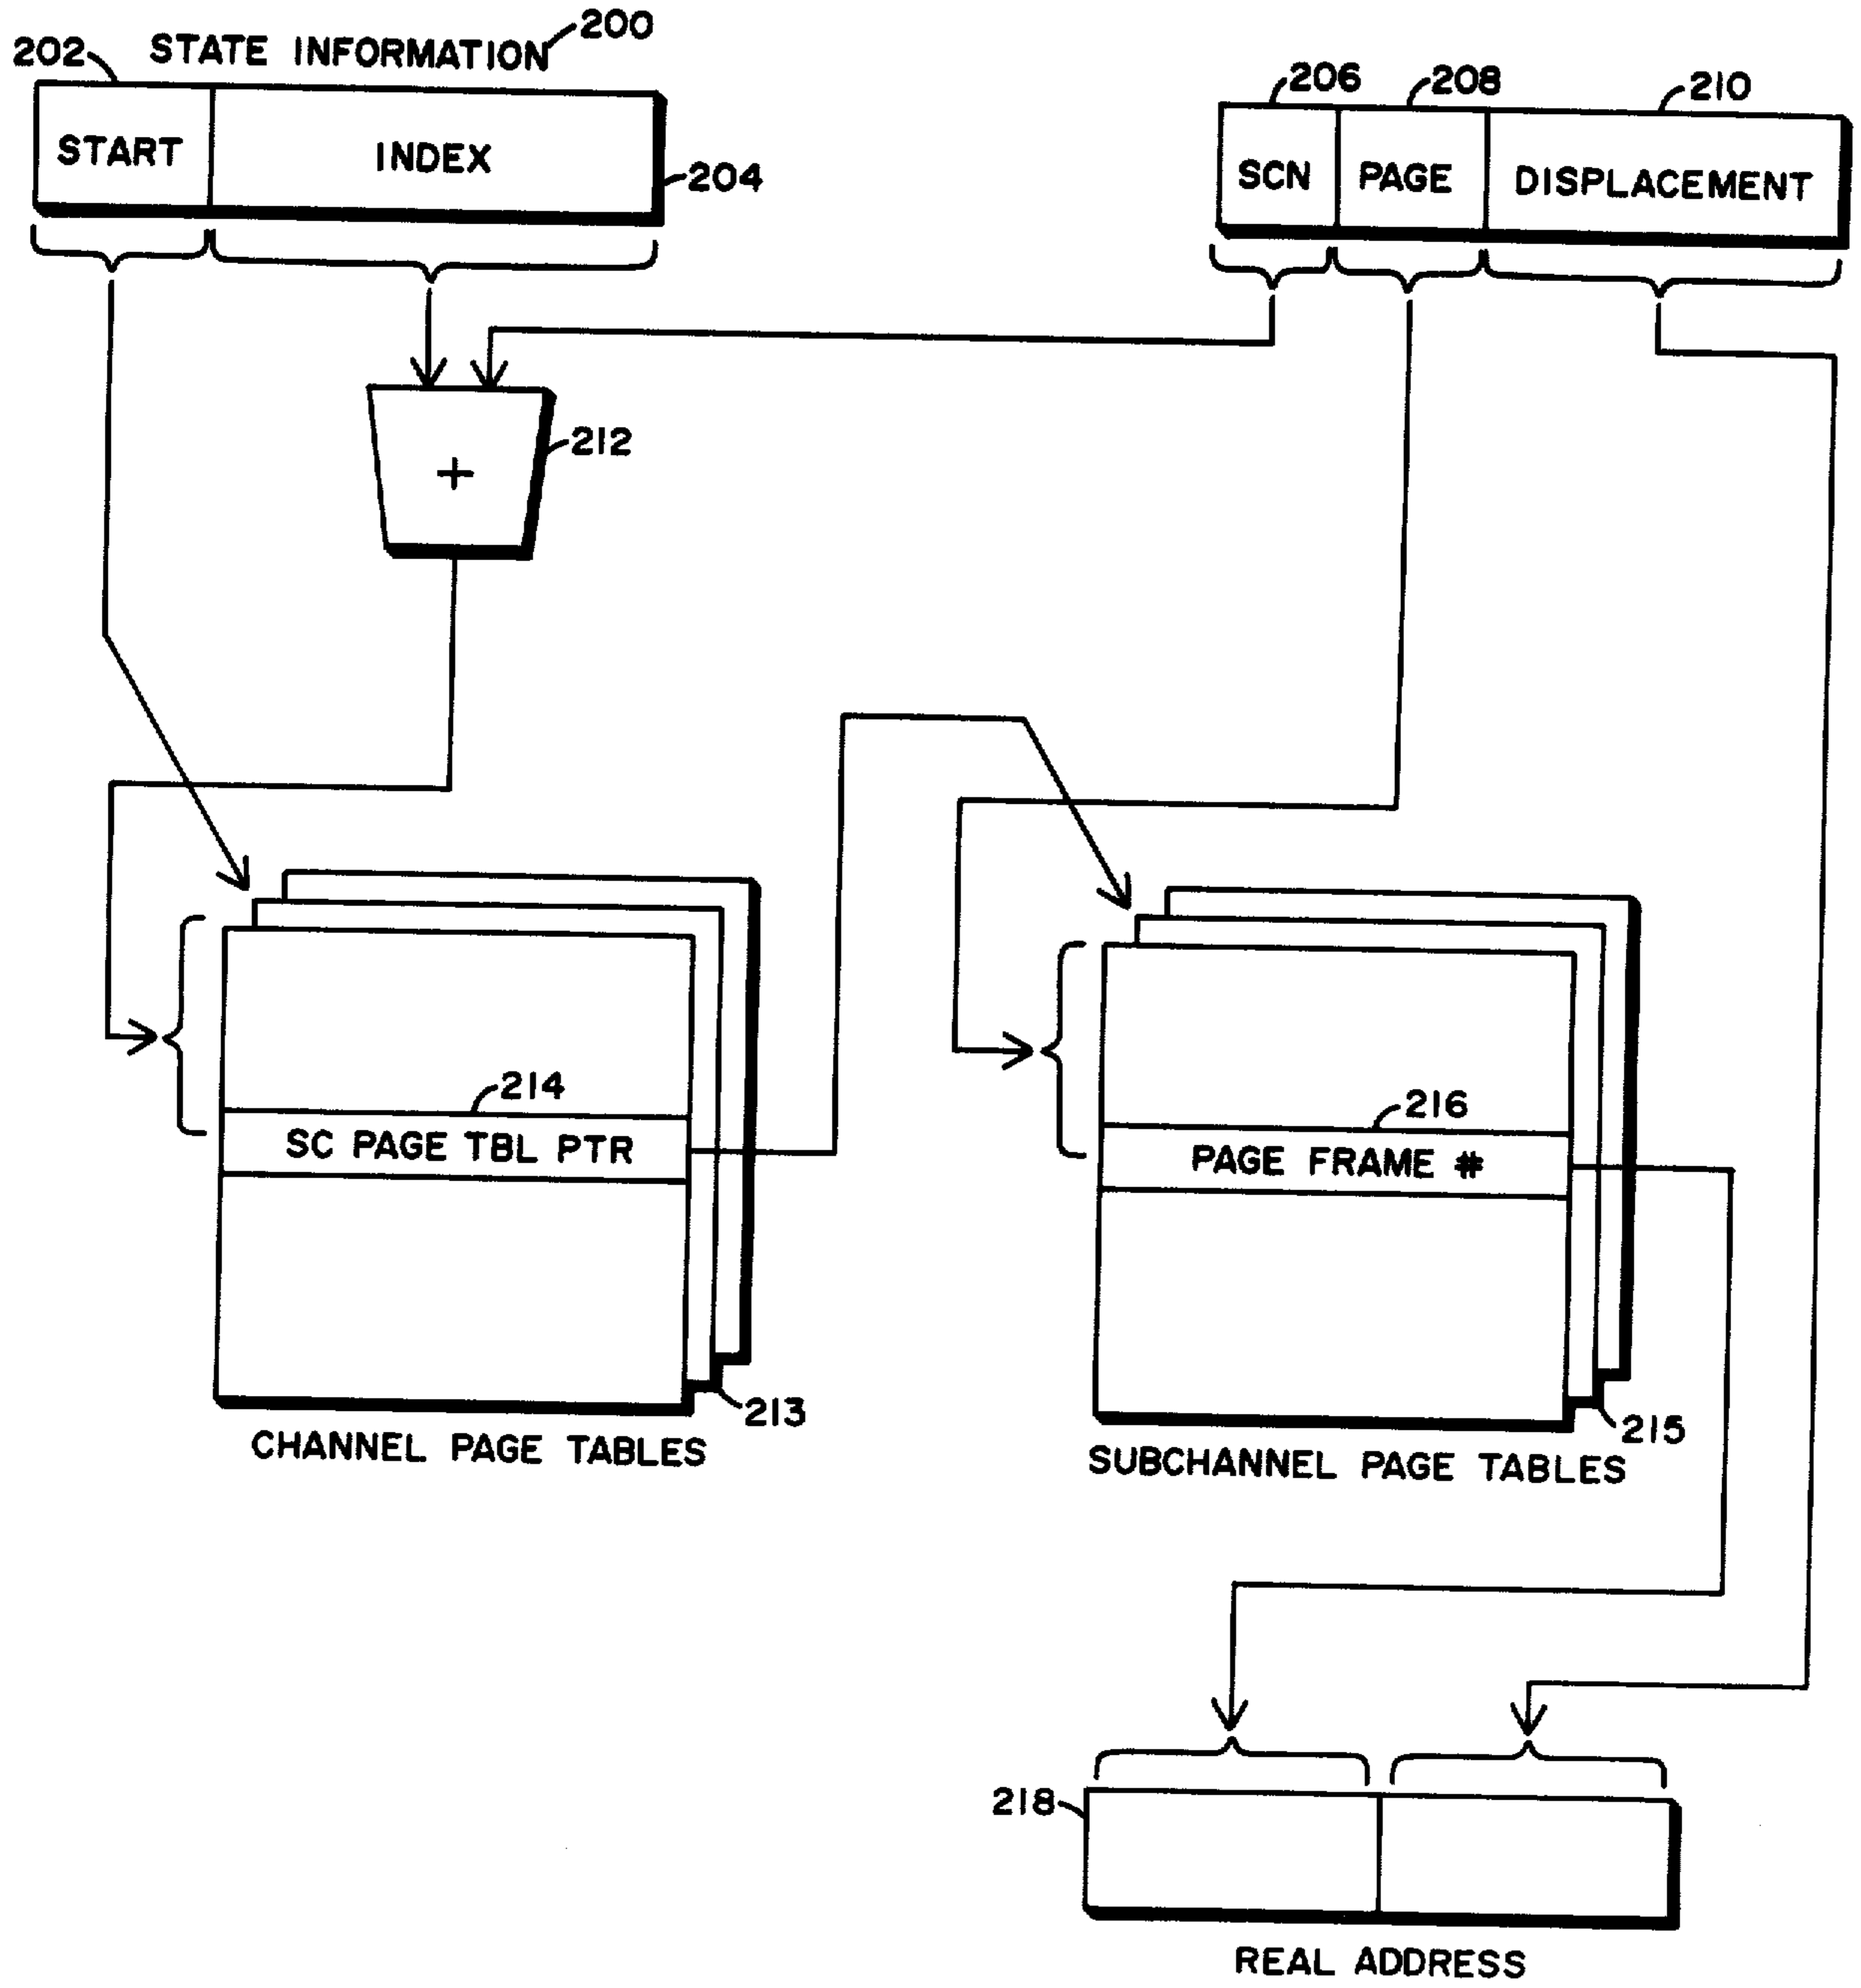 200
202 STATE INFORMATION
206 208 210
START INDEX
204
SCN PAGE DISPLACEMENT
212
+
214
SC PAGE TBL PTR
216
PAGE FRAME #
213
CHANNEL PAGE TABLES
215
SUBCHANNEL PAGE TABLES
218
REAL ADDRESS